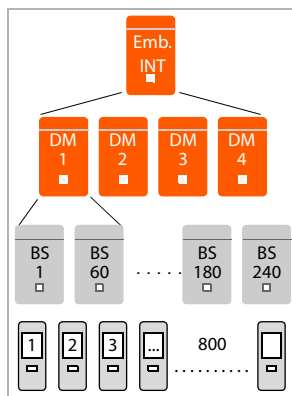 Emb.
INT
DM DM DM DM
1 2 3 4
BS BS BS BS
1 60 ..... 180 240
1 2 3 ... 800
..........